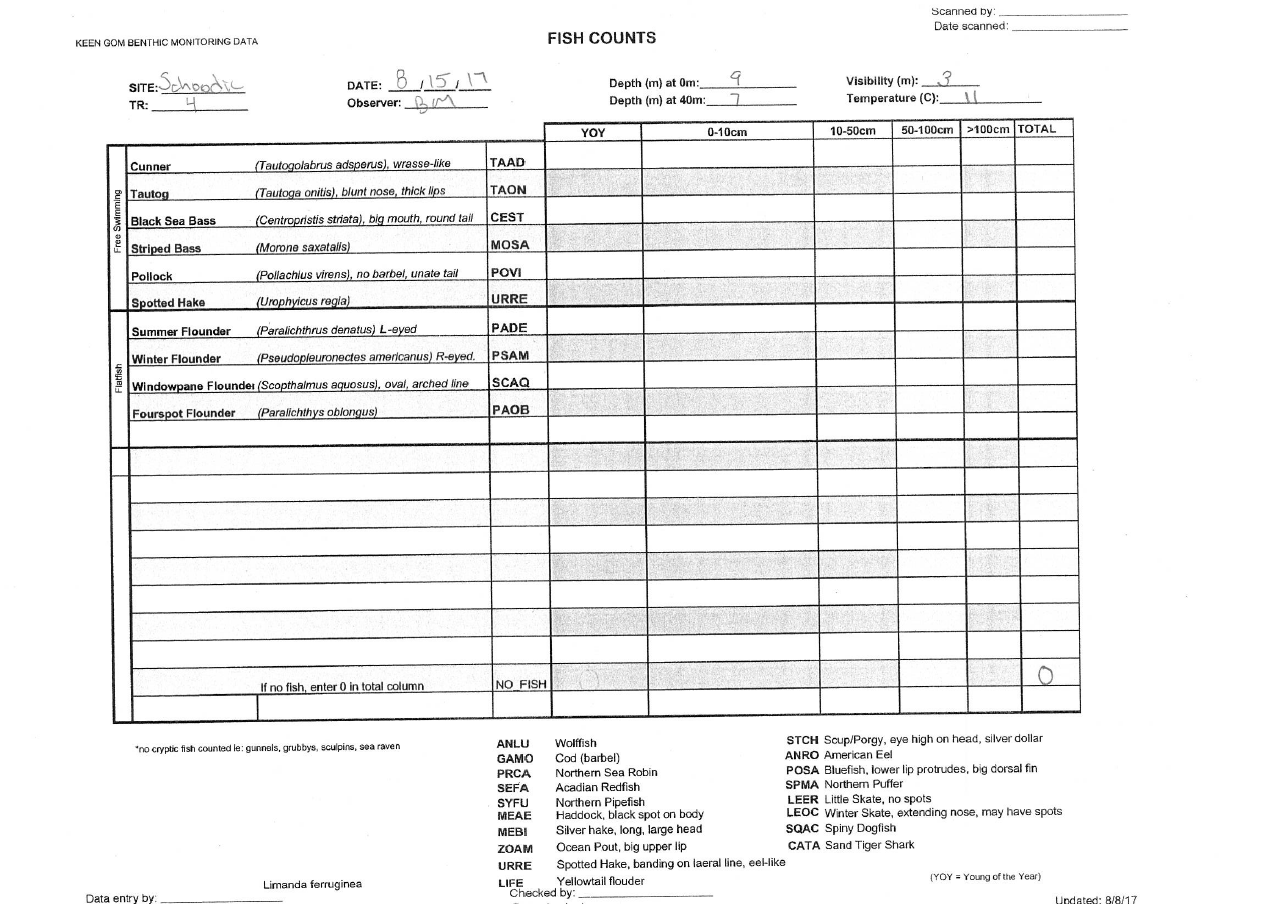 Scanned by: ____
Date scanned: ____
KEEN GOM BENTHIC MONITORING DATA
FISH COUNTS
SITE: Schoodic DATE: 8 / 15 / 17 Depth (m) at 0m: 9 Visibility (m): 3
TR: 4 Observer: BM Depth (m) at 40m: 7 Temperature (C): 11
YOY 0-10cm 10-50cm 50-100cm >100cm TOTAL
Free Swimming
Cunner (Tautogolabrus adsperus), wrasse-like TAAD
Tautog (Tautoga onitis), blunt nose, thick lips TAON
Black Sea Bass (Centropristis striata), big mouth, round tail CEST
Striped Bass (Morone saxatalis) MOSA
Pollock (Pollachius virens), no barbel, unate tail POVI
Spotted Hake (Urophyicus regia) URRE
Flatfish
Summer Flounder (Paralichthrus denatus) L-eyed PADE
Winter Flounder (Pseudopleuronectes americanus) R-eyed. PSAM
Windowpane Flounde (Scopthalmus aquosus), oval, arched line SCAQ
Fourspot Flounder (Paralichthys oblongus) PAOB
If no fish, enter 0 in total column NO FISH 0
*no cryptic fish counted ie: gunnels, grubbys, sculpins, sea raven
ANLU Wolffish
GAMO Cod (barbel)
PRCA Northern Sea Robin
SEFA Acadian Redfish
SYFU Northern Pipefish
MEAE Haddock, black spot on body
MEBI Silver hake, long, large head
ZOAM Ocean Pout, big upper lip
URRE Spotted Hake, banding on laeral line, eel-like
LIFE Yellowtail flouder
STCH Scup/Porgy, eye high on head, silver dollar
ANRO American Eel
POSA Bluefish, lower lip protrudes, big dorsal fin
SPMA Northern Puffer
LEER Little Skate, no spots
LEOC Winter Skate, extending nose, may have spots
SQAC Spiny Dogfish
CATA Sand Tiger Shark
Limanda ferruginea
(YOY = Young of the Year)
Data entry by: ____ Checked by: ____ Updated: 8/8/17